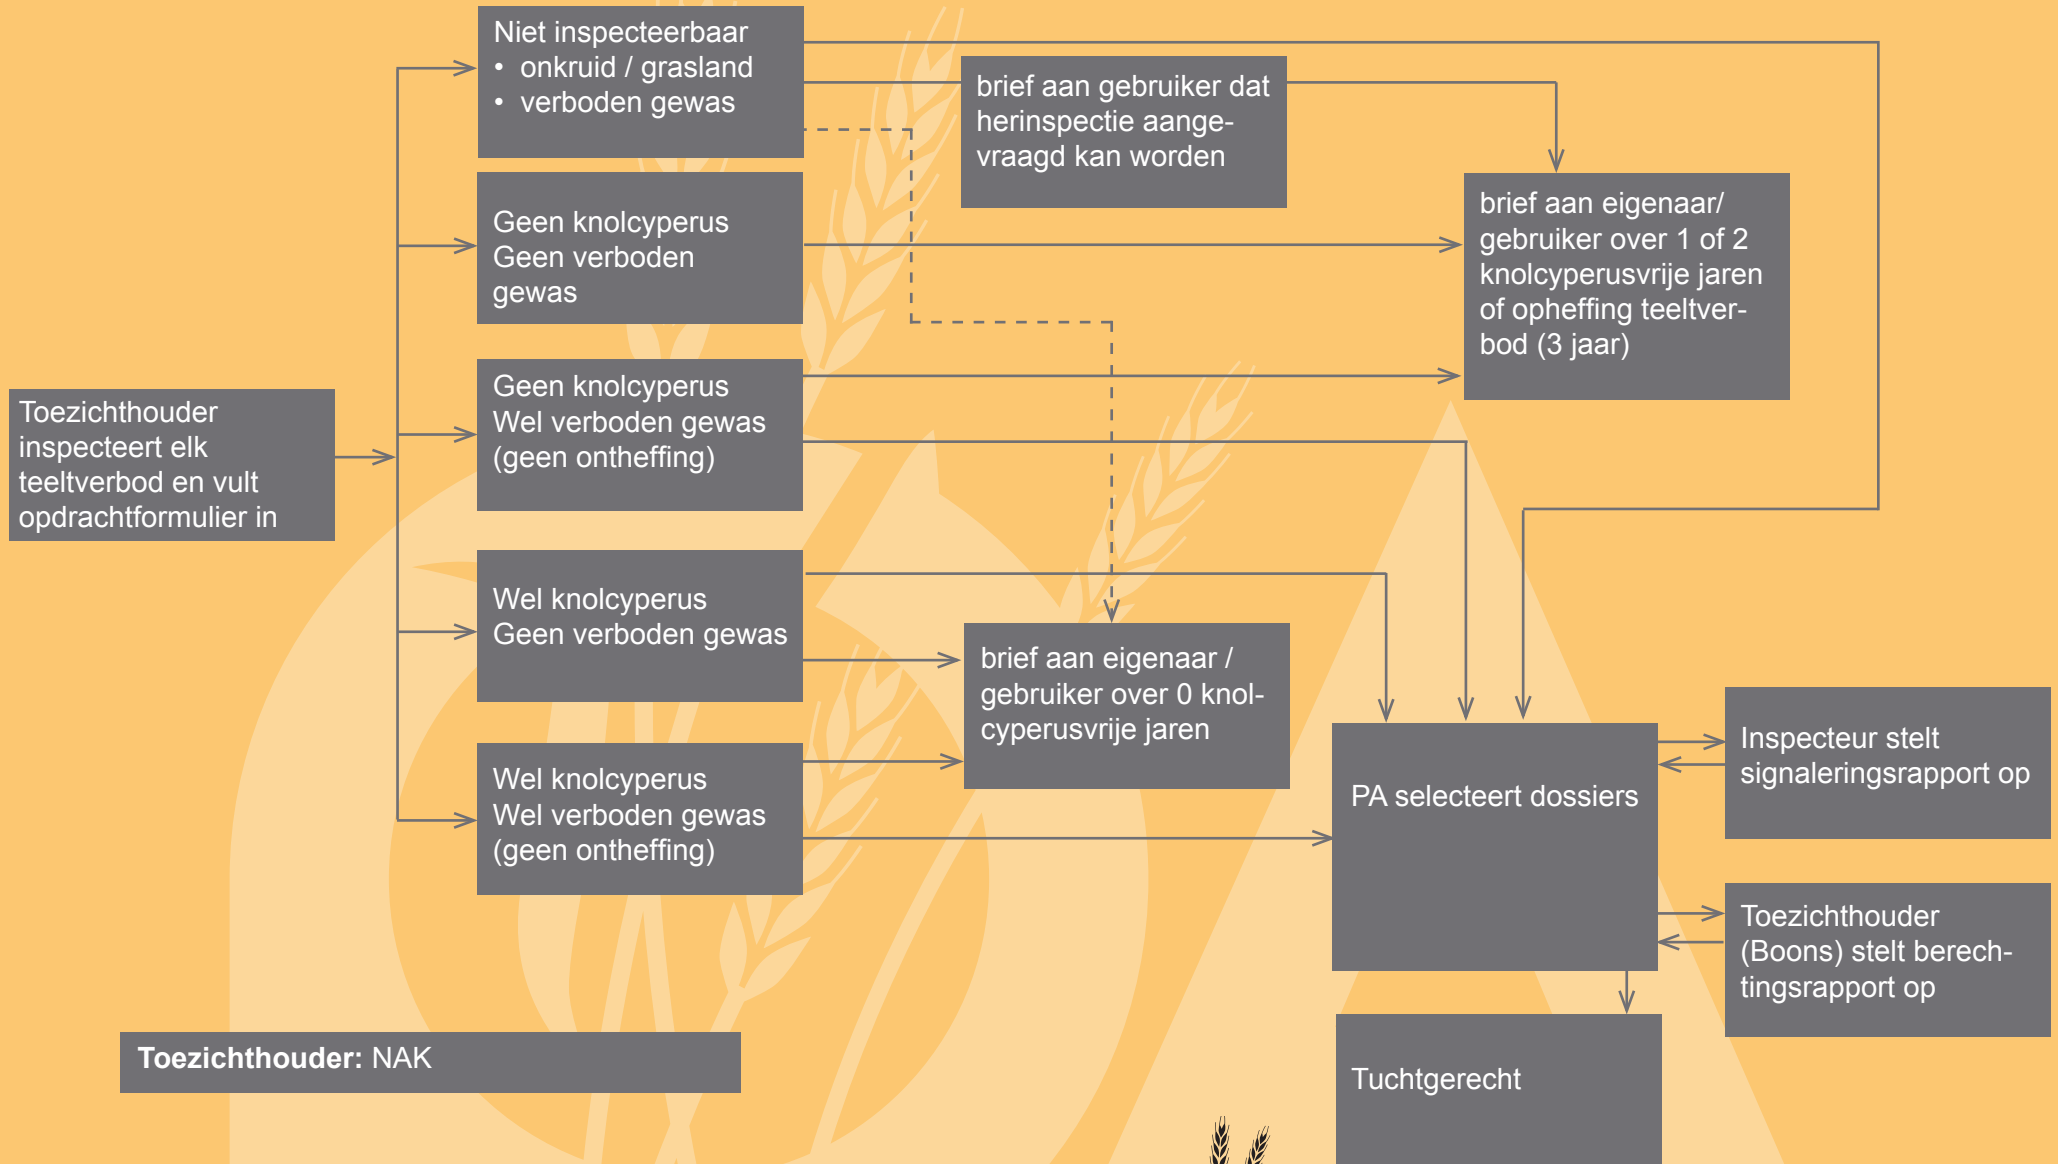 Niet inspecteerbaar
• onkruid / grasland
• verboden gewas
brief aan gebruiker dat
herinspectie aange-
vraagd kan worden
brief aan eigenaar/
gebruiker over 1 of 2
knolcyperusvrije jaren
of opheffing teeltver-
bod (3 jaar)
Geen knolcyperus
Geen verboden
gewas
Geen knolcyperus
Wel verboden gewas
(geen ontheffing)
Toezichthouder
inspecteert elk
teeltverbod en vult
opdrachtformulier in
Wel knolcyperus
Geen verboden gewas
brief aan eigenaar /
gebruiker over 0 knol-
cyperusvrije jaren
Wel knolcyperus
Wel verboden gewas
(geen ontheffing)
PA selecteert dossiers
Inspecteur stelt
signaleringsrapport op
Toezichthouder
(Boons) stelt berech-
tingsrapport op
Toezichthouder: NAK
Tuchtgerecht